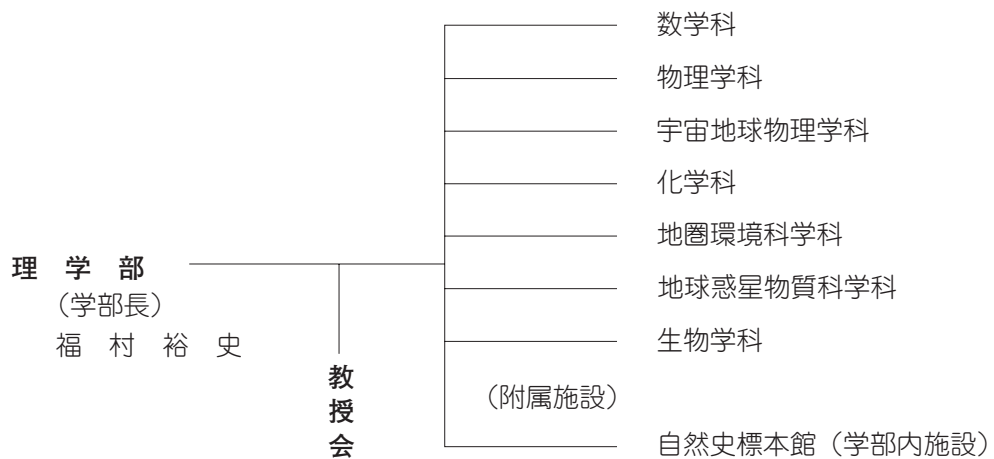 数学科
物理学科
宇宙地球物理学科
化学科
地圏環境科学科
理 学 部
(学部長)
福 村 裕 史
地球惑星物質科学科
生物学科
教授会
(附属施設)
自然史標本館(学部内施設)